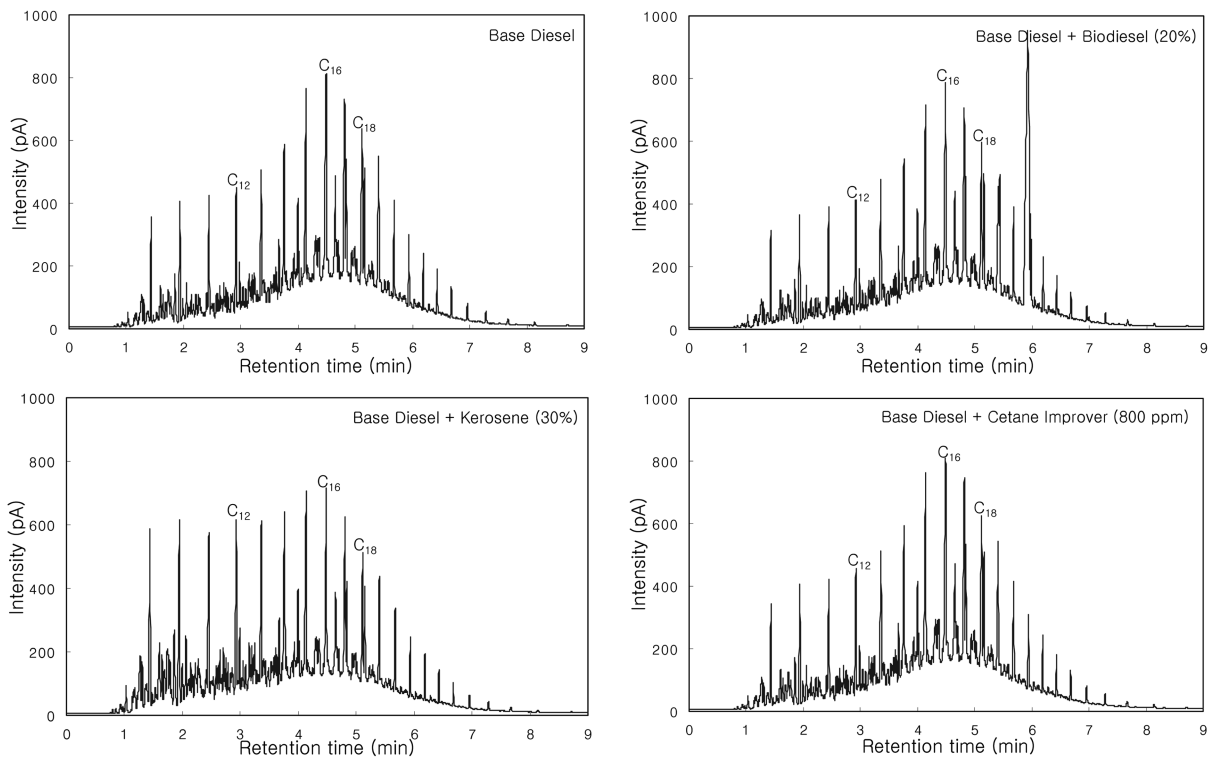 Base Diesel
Intensity (pA)
1000
800
600
400
200
0
C12
C16
C18
0 1 2 3 4 5 6 7 8 9
Retention time (min)
Base Diesel + Biodiesel (20%)
Intensity (pA)
1000
800
600
400
200
0
C12
C16
C18
0 1 2 3 4 5 6 7 8 9
Retention time (min)
Base Diesel + Kerosene (30%)
Intensity (pA)
1000
800
600
400
200
0
C12
C16
C18
0 1 2 3 4 5 6 7 8 9
Retention time (min)
Base Diesel + Cetane Improver (800 ppm)
Intensity (pA)
1000
800
600
400
200
0
C12
C16
C18
0 1 2 3 4 5 6 7 8 9
Retention time (min)